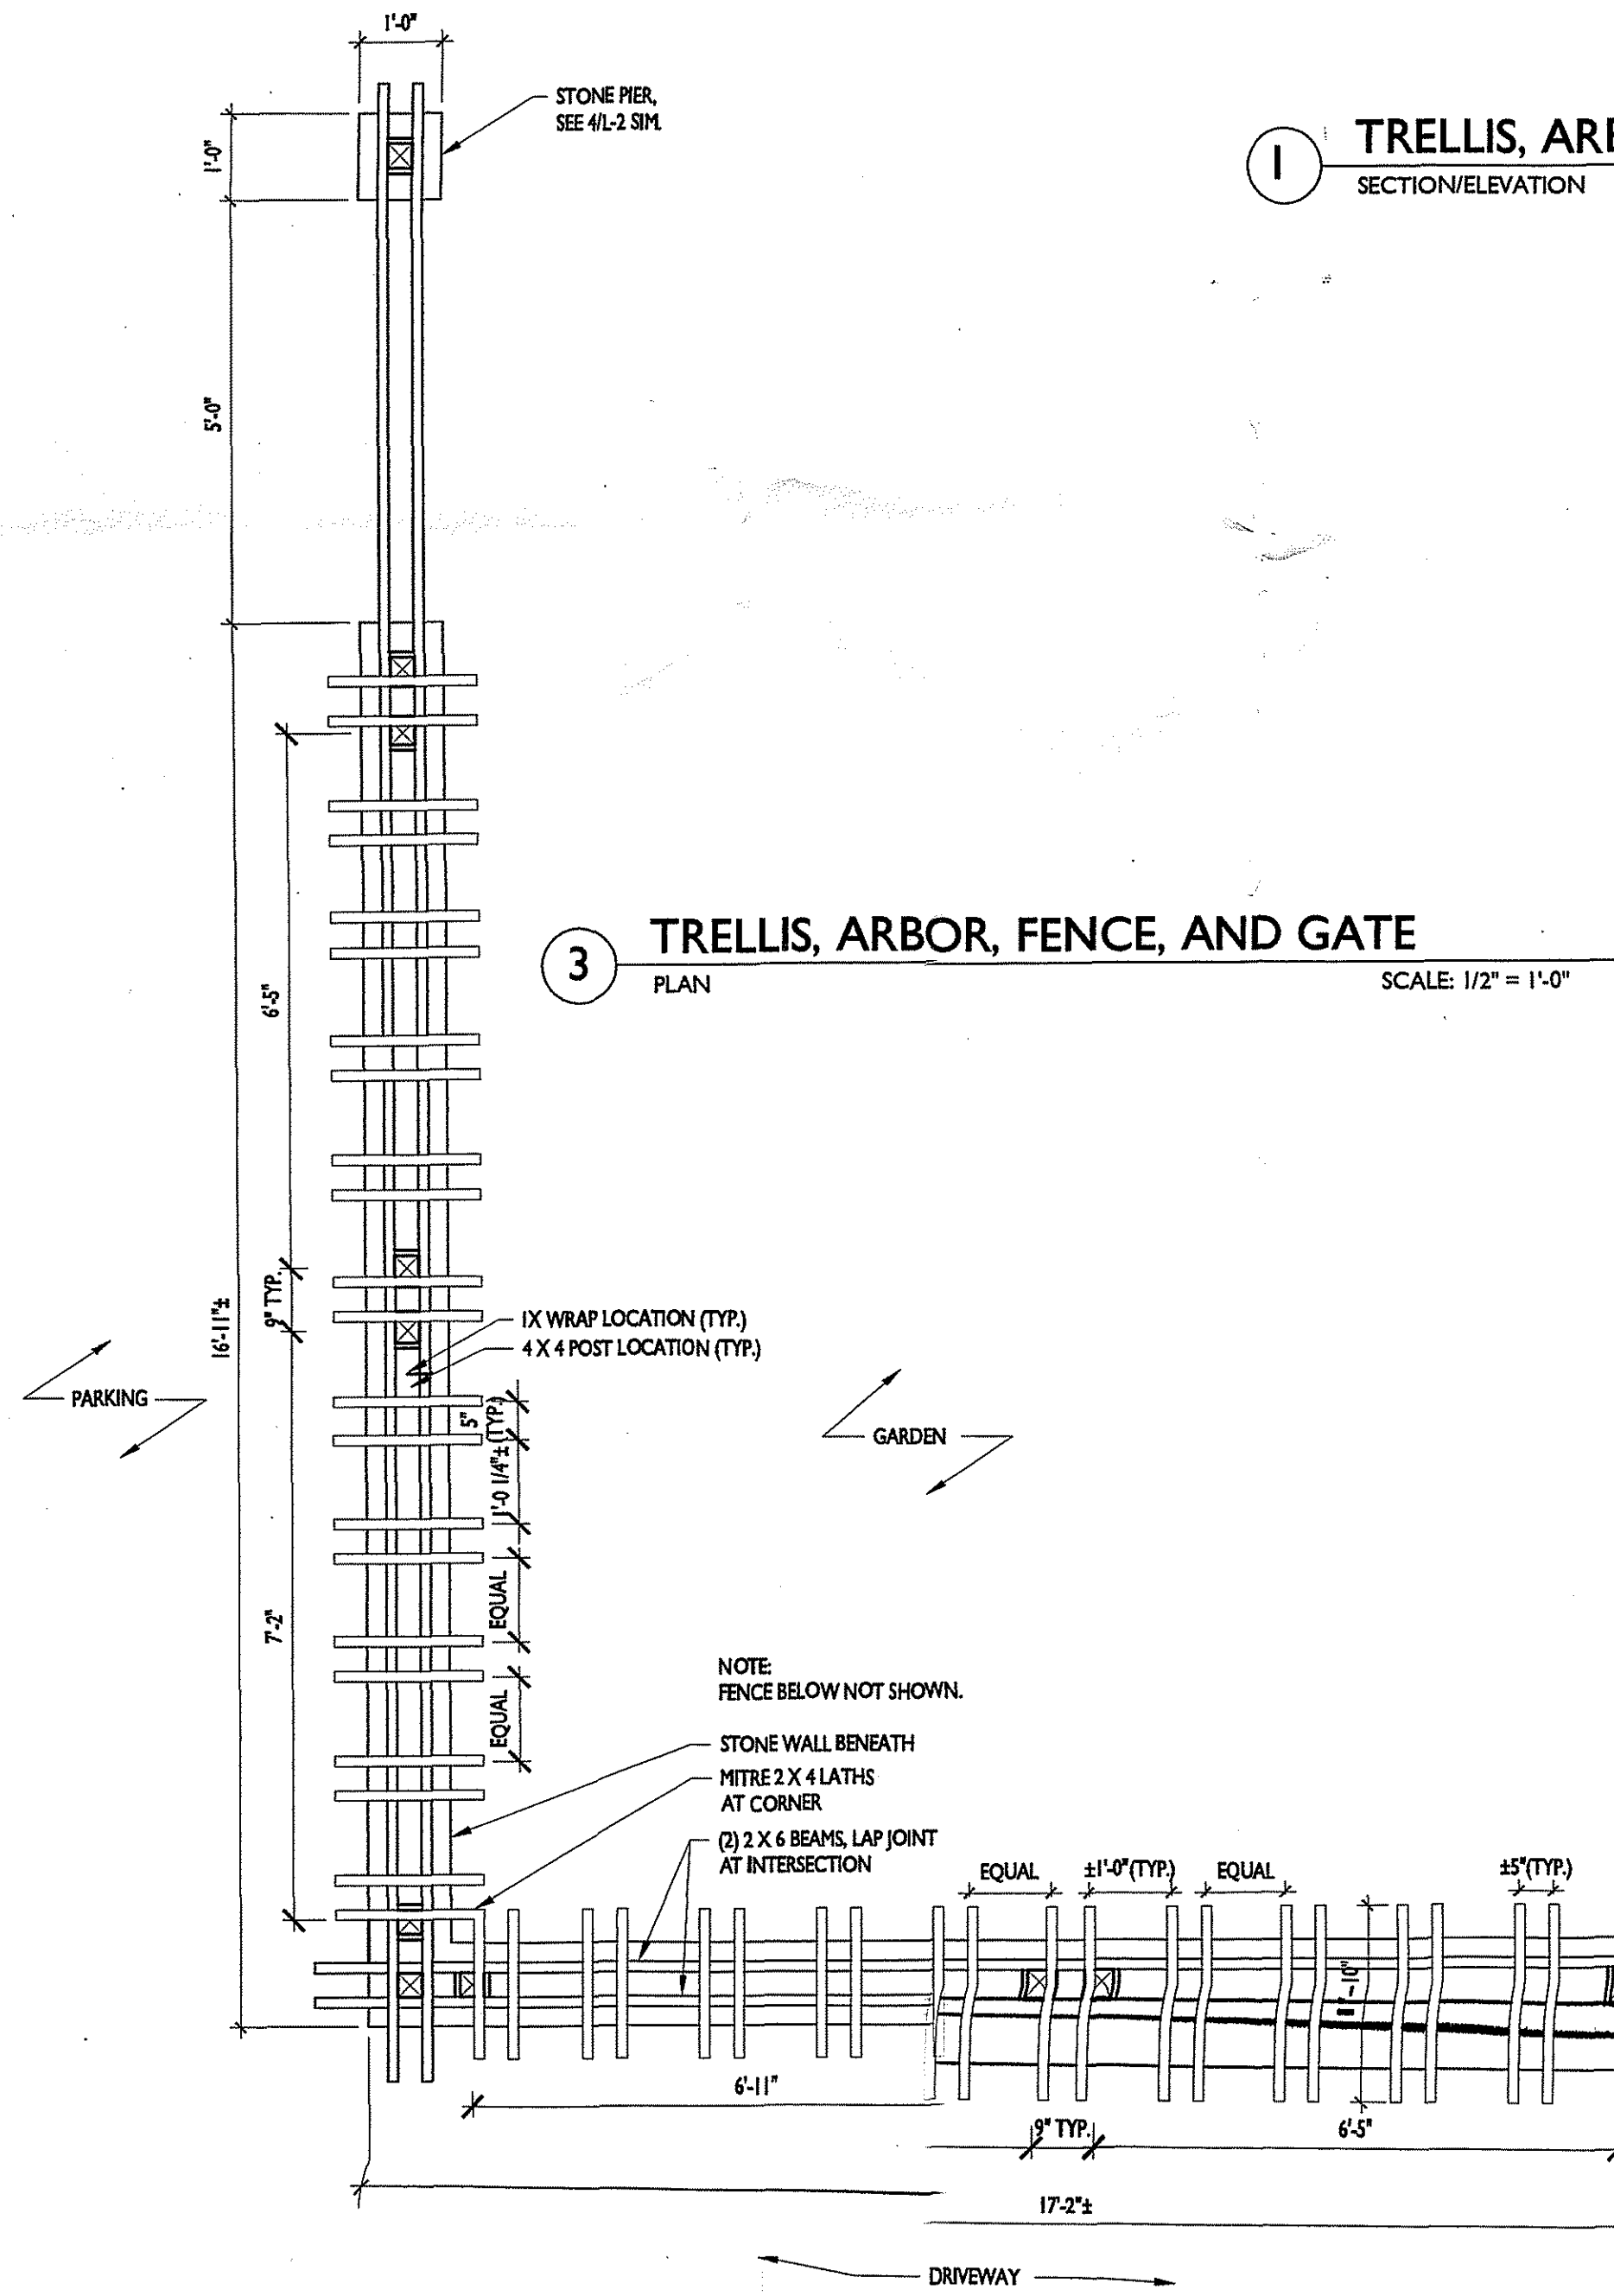 1'-0"
STONE PIER,
SEE 4/L-2 SIM.
1'-0"
1
TRELLIS,
SECTION/ELEVATION
5'-0"
3
TRELLIS, ARBOR, FENCE, AND GATE
PLAN
SCALE: 1/2" = 1'-0"
6'-5"
9" TYP.
16'-11"±
1X WRAP LOCATION (TYP.)
4 X 4 POST LOCATION (TYP.)
PARKING
5"
(TYP.)
1'-0 1/4"±
GARDEN
EQUAL
7'-2"
EQUAL
NOTE:
FENCE BELOW NOT SHOWN.
STONE WALL BENEATH
MITRE 2 X 4 LATHS
AT CORNER
(2) 2 X 6 BEAMS, LAP JOINT
AT INTERSECTION
EQUAL
±1'-0" (TYP.)
EQUAL
±5" (TYP.)
6'-11"
9" TYP.
6'-5"
17'-2"±
DRIVEWAY